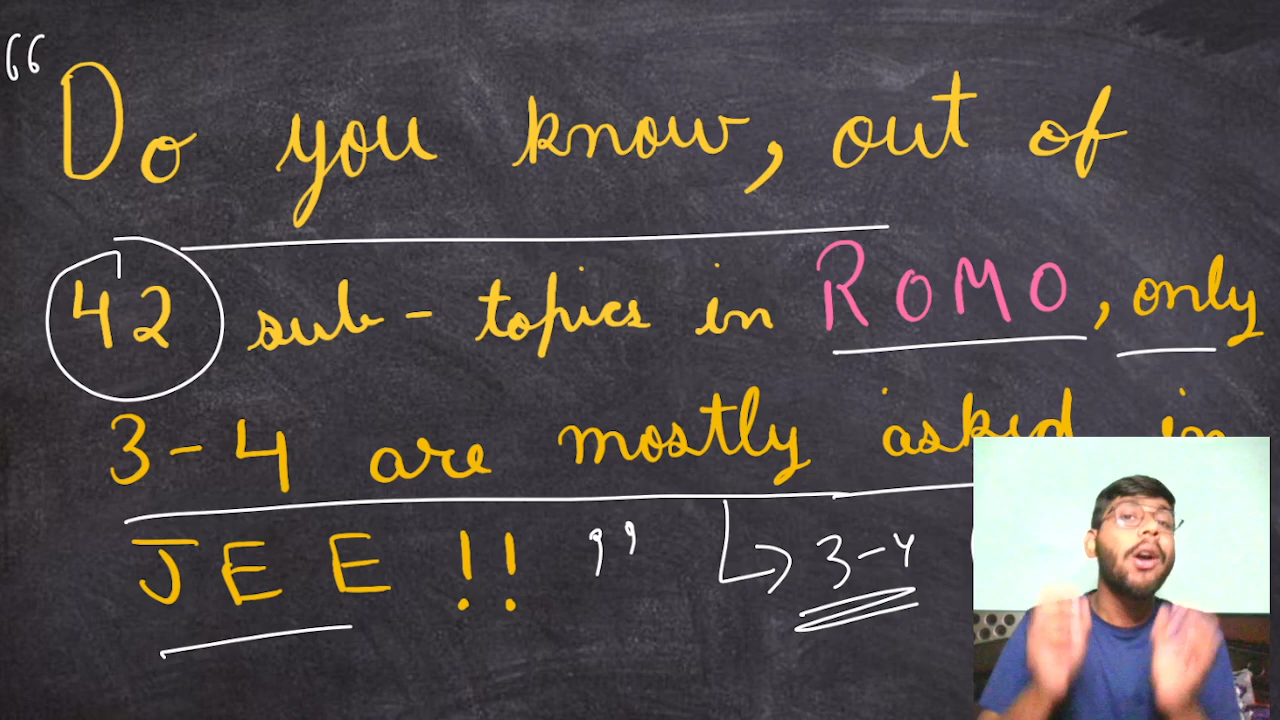 “Do you know, out of
42 sub-topics in ROMO, only
3-4 are mostly asked in
JEE !!” ↳ 3-4